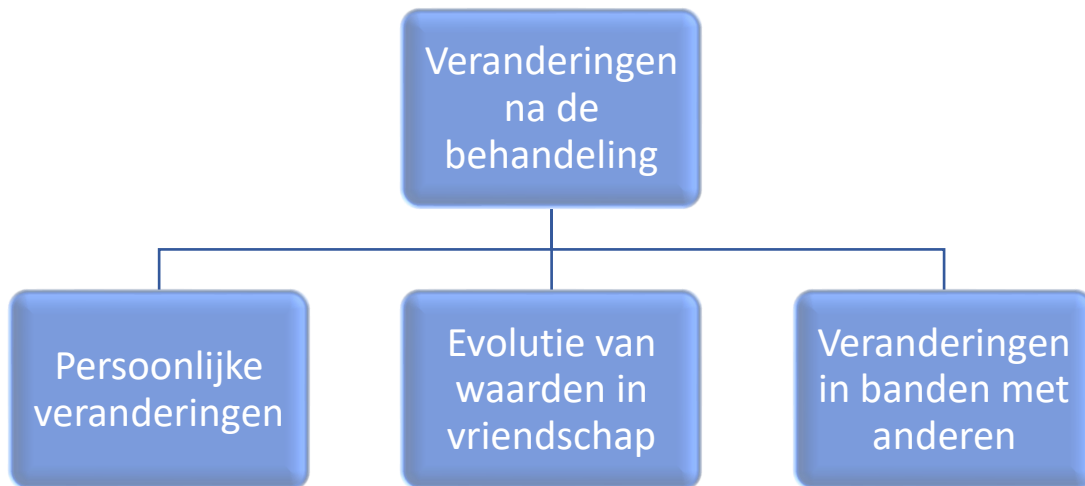 Veranderingen
na de
behandeling
Persoonlijke
veranderingen
Evolutie van
waarden in
vriendschap
Veranderingen
in banden met
anderen